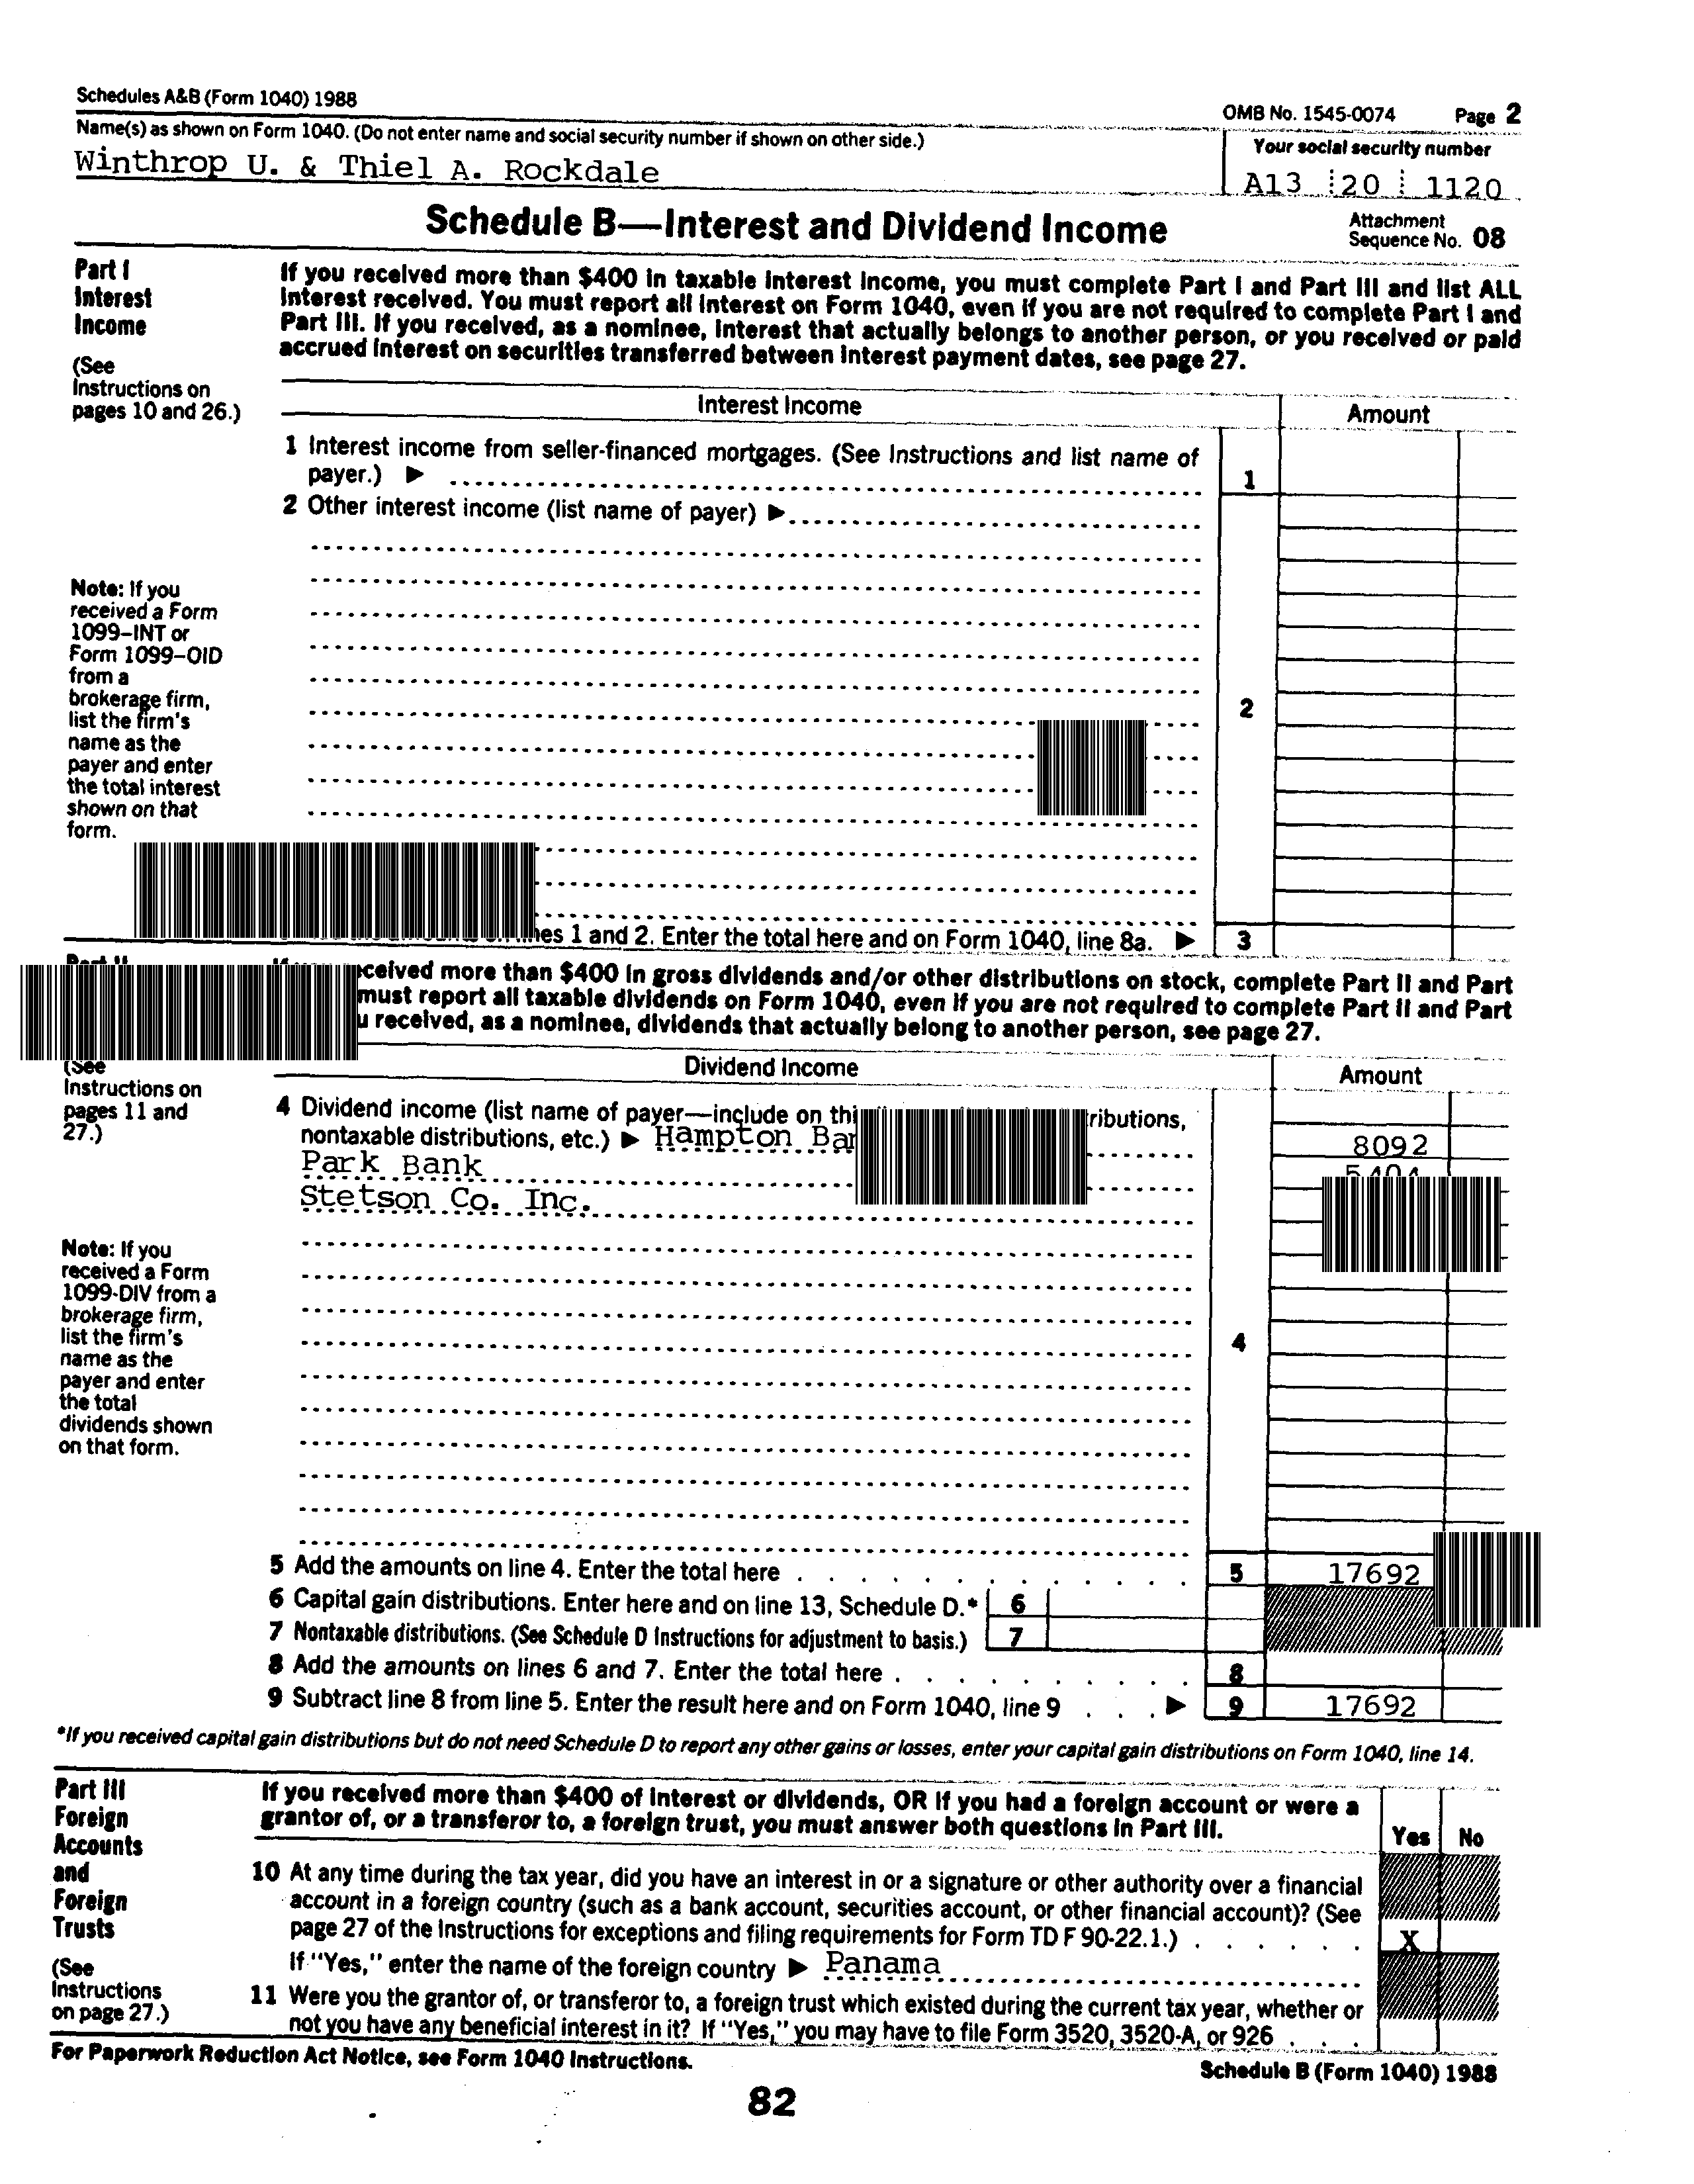 Schedules A&B (Form 1040) 1988
OMB No. 1545-0074 Page 2
Name(s) as shown on Form 1040. (Do not enter name and social security number if shown on other side.)
Your social security number
Winthrop U. & Thiel A. Rockdale
A13 20 1120
Schedule B—Interest and Dividend Income
Attachment
Sequence No. 08
Part I
Interest
Income
(See
Instructions on
pages 10 and 26.)
If you received more than $400 in taxable interest income, you must complete Part I and Part III and list ALL
interest received. You must report all interest on Form 1040, even if you are not required to complete Part I and
Part III. If you received, as a nominee, interest that actually belongs to another person, or you received or paid
accrued interest on securities transferred between interest payment dates, see page 27.
Interest Income
Amount
1 Interest income from seller-financed mortgages. (See Instructions and list name of
payer.) ▶
1
2 Other interest income (list name of payer) ▶
Note: If you
received a Form
1099–INT or
Form 1099–OID
from a
brokerage firm,
list the firm's
name as the
payer and enter
the total interest
shown on that
form.
2
1 and 2. Enter the total here and on Form 1040, line 8a. ▶ 3
more than $400 in gross dividends and/or other distributions on stock, complete Part II and Part
must report all taxable dividends on Form 1040, even if you are not required to complete Part II and Part
received, as a nominee, dividends that actually belong to another person, see page 27.
(See
Instructions on
pages 11 and
27.)
Dividend Income
Amount
4 Dividend income (list name of payer—include on
nontaxable distributions, etc.) ▶ Hampton
8092
Park Bank
Stetson Co. Inc.
Note: If you
received a Form
1099-DIV from a
brokerage firm,
list the firm's
name as the
payer and enter
the total
dividends shown
on that form.
4
5 Add the amounts on line 4. Enter the total here . . . . . . . . . . . . 5 17692
6 Capital gain distributions. Enter here and on line 13, Schedule D.* 6
7 Nontaxable distributions. (See Schedule D Instructions for adjustment to basis.) 7
8 Add the amounts on lines 6 and 7. Enter the total here . . . . . . . . . 8
9 Subtract line 8 from line 5. Enter the result here and on Form 1040, line 9 . . . ▶ 9 17692
*If you received capital gain distributions but do not need Schedule D to report any other gains or losses, enter your capital gain distributions on Form 1040, line 14.
Part III
Foreign
Accounts
and
Foreign
Trusts
(See
Instructions
on page 27.)
If you received more than $400 of interest or dividends, OR if you had a foreign account or were a
grantor of, or a transferor to, a foreign trust, you must answer both questions in Part III.
Yes No
10 At any time during the tax year, did you have an interest in or a signature or other authority over a financial
account in a foreign country (such as a bank account, securities account, or other financial account)? (See
page 27 of the Instructions for exceptions and filing requirements for Form TD F 90-22.1.) . . . . . . X
If "Yes," enter the name of the foreign country ▶ Panama
11 Were you the grantor of, or transferor to, a foreign trust which existed during the current tax year, whether or
not you have any beneficial interest in it? If "Yes," you may have to file Form 3520, 3520-A, or 926 . . .
For Paperwork Reduction Act Notice, see Form 1040 Instructions.
Schedule B (Form 1040) 1988
82